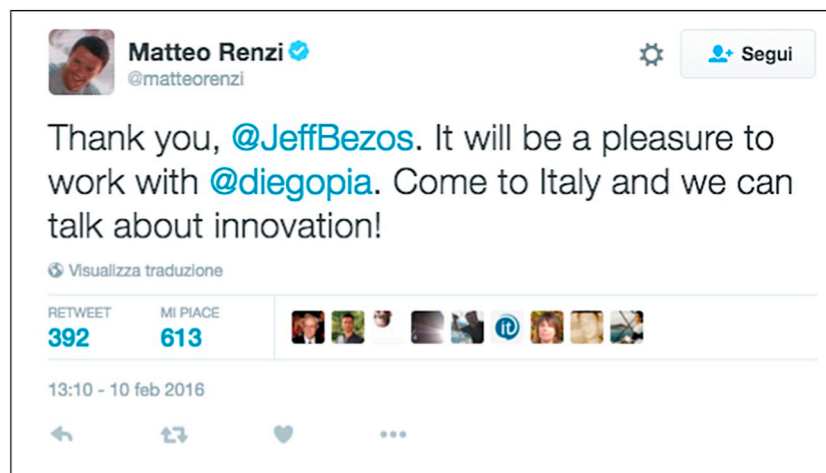 Matteo Renzi
@matteorenzi
Segui
Thank you, @JeffBezos. It will be a pleasure to
work with @diegopia. Come to Italy and we can
talk about innovation!
Visualizza traduzione
RETWEET MI PIACE
392 613
it
13:10 - 10 feb 2016